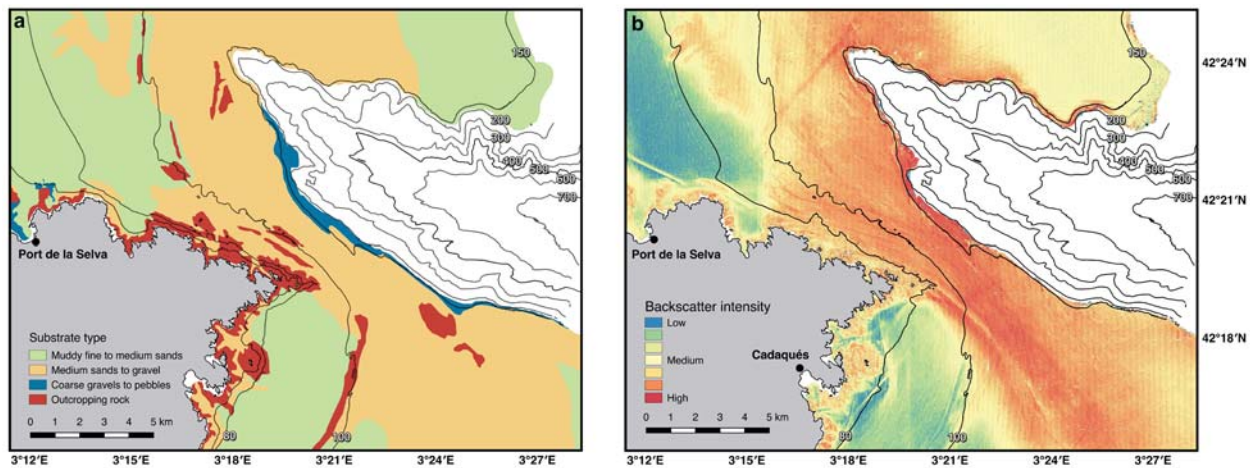 a
150
200
300
400
500
600
700
Port de la Selva
Substrate type
Muddy fine to medium sands
Medium sands to gravel
Coarse gravels to pebbles
Outcropping rock
0 1 2 3 4 5 km
80
100
3°12'E 3°15'E 3°18'E 3°21'E 3°24'E 3°27'E
b
150
200
300
400
500
600
700
42°24'N
42°21'N
42°18'N
Port de la Selva
Cadaqués
Backscatter intensity
Low
Medium
High
0 1 2 3 4 5 km
80
100
3°12'E 3°15'E 3°18'E 3°21'E 3°24'E 3°27'E